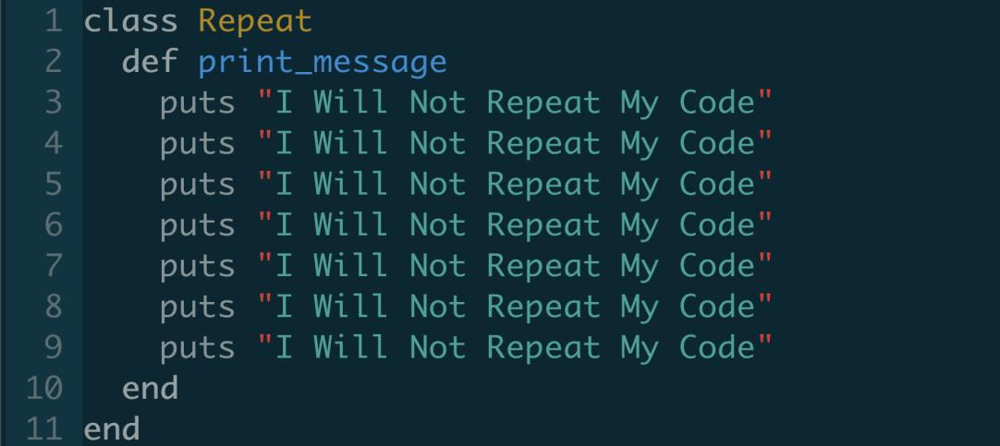 1 class Repeat
2   def print_message
3     puts "I Will Not Repeat My Code"
4     puts "I Will Not Repeat My Code"
5     puts "I Will Not Repeat My Code"
6     puts "I Will Not Repeat My Code"
7     puts "I Will Not Repeat My Code"
8     puts "I Will Not Repeat My Code"
9     puts "I Will Not Repeat My Code"
10   end
11 end